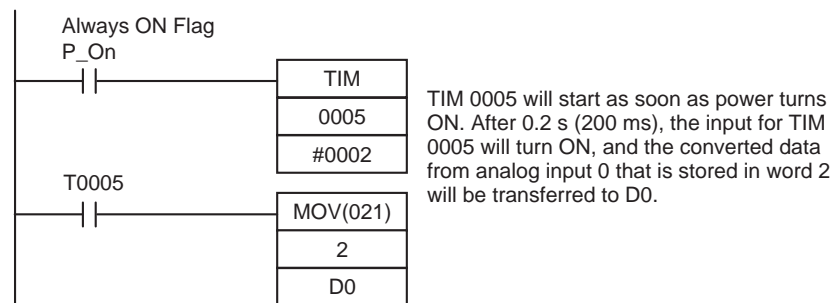 Always ON Flag
P_On
TIM
0005
#0002
TIM 0005 will start as soon as power turns
ON. After 0.2 s (200 ms), the input for TIM
0005 will turn ON, and the converted data
from analog input 0 that is stored in word 2
will be transferred to D0.
T0005
MOV(021)
2
D0